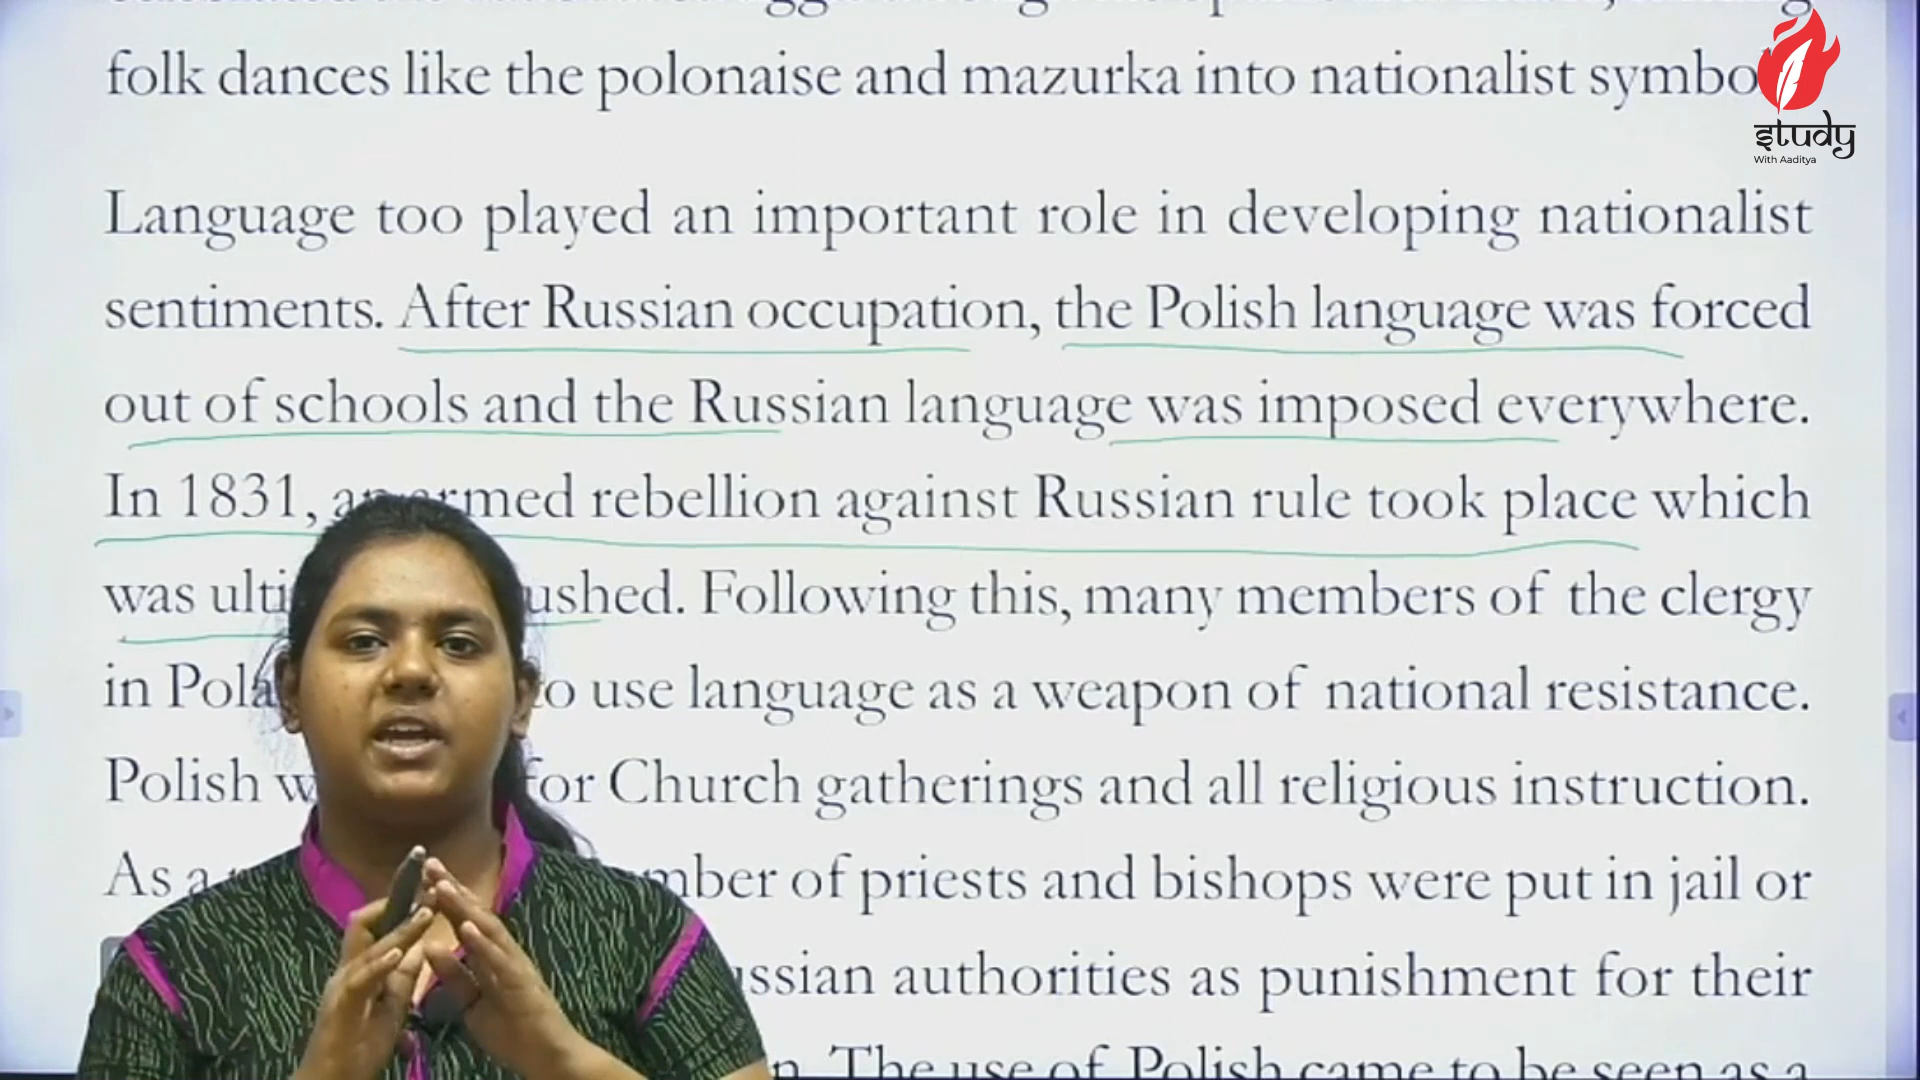 folk dances like the polonaise and mazurka into nationalist
study
With Aaditya
Language too played an important role in developing nationalist
sentiments. After Russian occupation, the Polish language was forced
out of schools and the Russian language was imposed everywhere.
In 1831, an armed rebellion against Russian rule took place which
was ushed. Following this, many members of the clergy
in to use language as a weapon of national resistance.
Polish for Church gatherings and all religious instruction.
As a mber of priests and bishops were put in jail or
ssian authorities as punishment for their
The use of Polish came to be seen as a